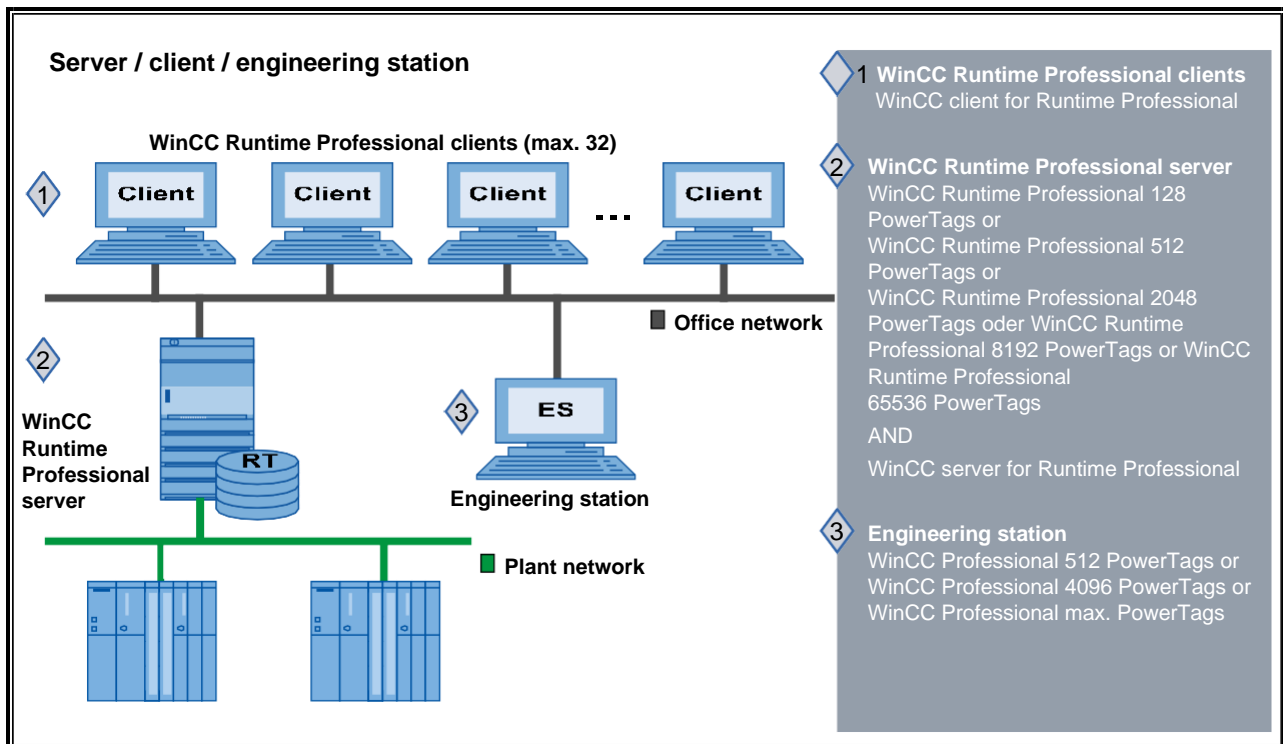 Server / client / engineering station
WinCC Runtime Professional clients (max. 32)
1
Client
Client
Client
...
Client
Office network
2
WinCC
Runtime
Professional
server
RT
3
ES
Engineering station
Plant network
1 WinCC Runtime Professional clients
WinCC client for Runtime Professional
2 WinCC Runtime Professional server
WinCC Runtime Professional 128
PowerTags or
WinCC Runtime Professional 512
PowerTags or
WinCC Runtime Professional 2048
PowerTags oder WinCC Runtime
Professional 8192 PowerTags or WinCC
Runtime Professional
65536 PowerTags
AND
WinCC server for Runtime Professional
3 Engineering station
WinCC Professional 512 PowerTags or
WinCC Professional 4096 PowerTags or
WinCC Professional max. PowerTags